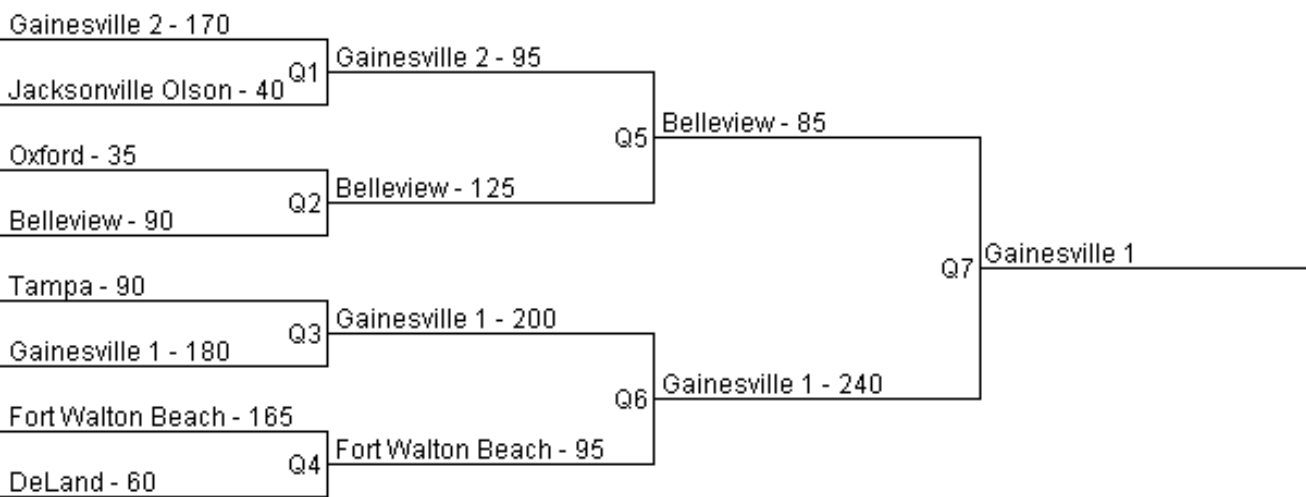 Gainesville 2 - 170
Jacksonville Olson - 40
Q1
Gainesville 2 - 95
Oxford - 35
Belleview - 90
Q2
Belleview - 125
Q5
Belleview - 85
Tampa - 90
Gainesville 1 - 180
Q3
Gainesville 1 - 200
Fort Walton Beach - 165
DeLand - 60
Q4
Fort Walton Beach - 95
Q6
Gainesville 1 - 240
Q7
Gainesville 1